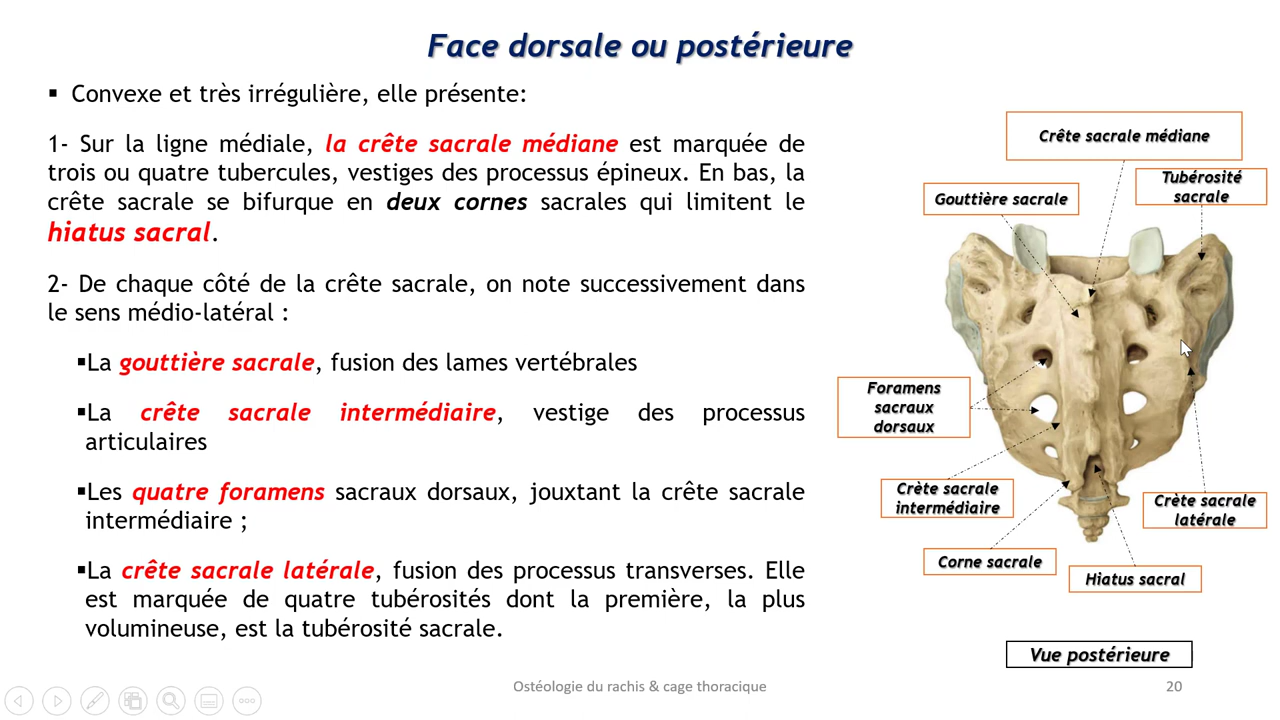 Face dorsale ou postérieure
▪ Convexe et très irrégulière, elle présente:
1- Sur la ligne médiale, la crête sacrale médiane est marquée de
trois ou quatre tubercules, vestiges des processus épineux. En bas, la
crête sacrale se bifurque en deux cornes sacrales qui limitent le
hiatus sacral.
2- De chaque côté de la crête sacrale, on note successivement dans
le sens médio-latéral :
▪La gouttière sacrale, fusion des lames vertébrales
▪La crête sacrale intermédiaire, vestige des processus
articulaires
▪Les quatre foramens sacraux dorsaux, jouxtant la crête sacrale
intermédiaire ;
▪La crête sacrale latérale, fusion des processus transverses. Elle
est marquée de quatre tubérosités dont la première, la plus
volumineuse, est la tubérosité sacrale.
Crête sacrale médiane
Tubérosité
sacrale
Gouttière sacrale
Foramens
sacraux
dorsaux
Crète sacrale
intermédiaire
Crète sacrale
latérale
Corne sacrale
Hiatus sacral
Vue postérieure
Ostéologie du rachis & cage thoracique
20